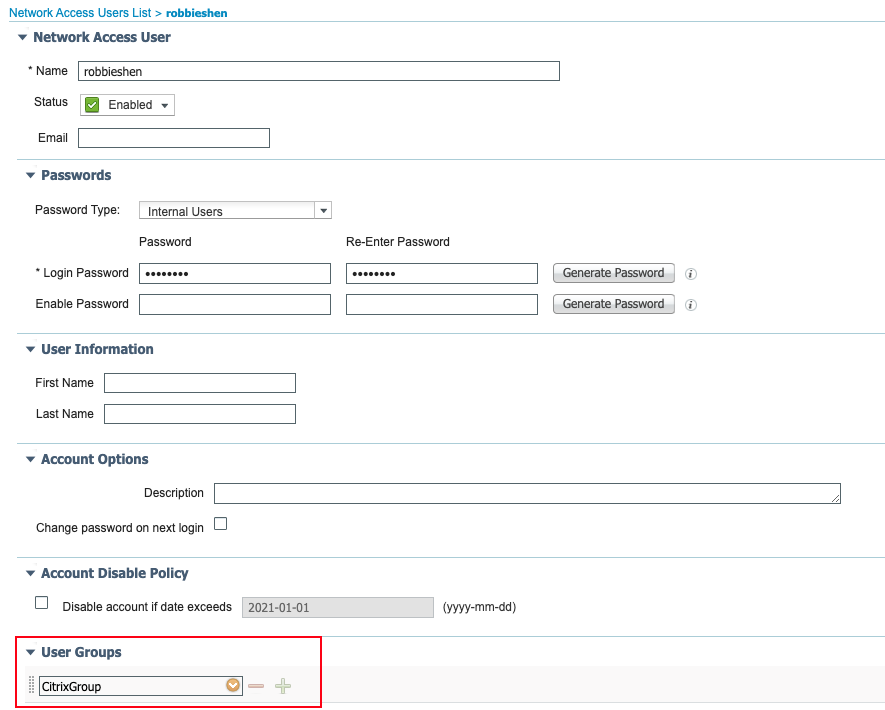 Network Access Users List > robbieshen
Network Access User
* Name robbieshen
Status Enabled
Email
Passwords
Password Type: Internal Users
Password Re-Enter Password
* Login Password •••••••• •••••••• Generate Password i
Enable Password Generate Password i
User Information
First Name
Last Name
Account Options
Description
Change password on next login
Account Disable Policy
Disable account if date exceeds 2021-01-01 (yyyy-mm-dd)
User Groups
CitrixGroup